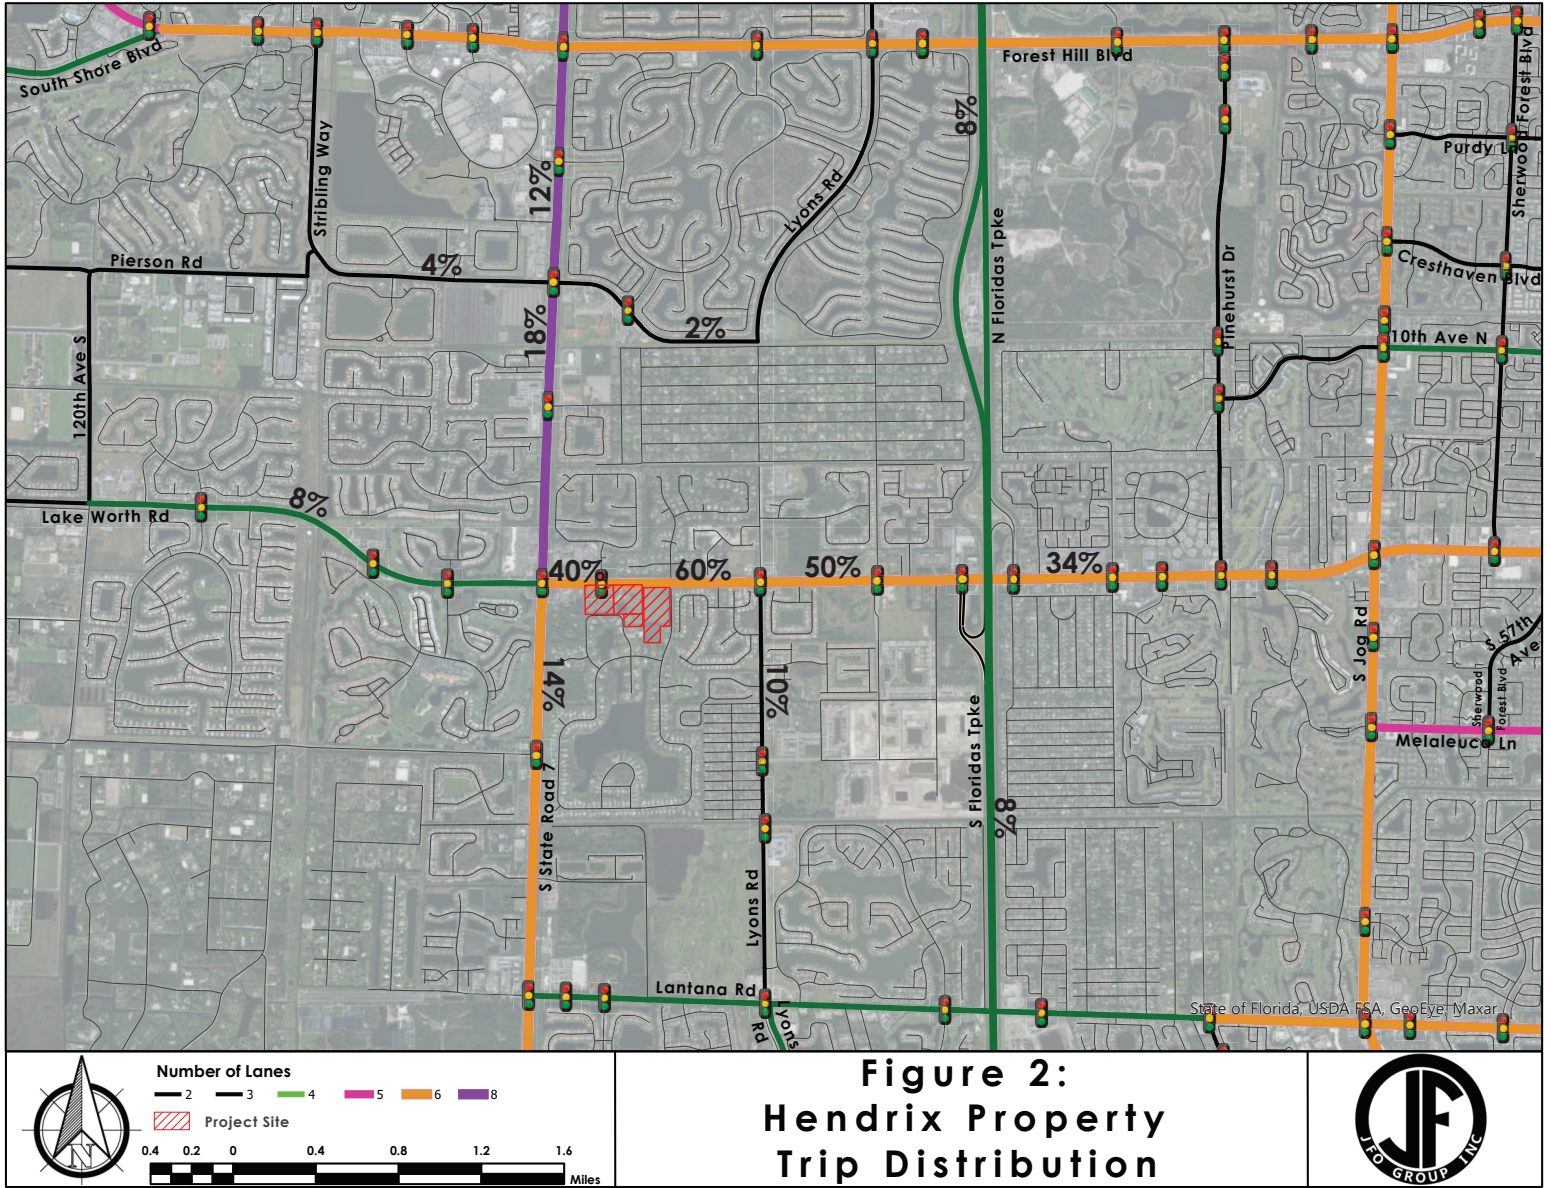 Forest Hill Blvd
South Shore Blvd
Sherwood Forest Blvd
8%
Purdy Ln
Stribling Way
12%
Lyons Rd
N Floridas Tpke
Pierson Rd
4%
Pinehurst Dr
Cresthaven Blvd
18%
2%
10th Ave N
120th Ave S
8%
Lake Worth Rd
40%
60%
50%
34%
S Jog Rd
S 57th
Ave
14%
10%
Sherwood
Forest Blvd
S Floridas Tpke
Melaleuca Ln
S State Road 7
8%
Lyons Rd
Lantana Rd
Lyons
Rd
State of Florida, USDA FSA, GeoEye, Maxar
Number of Lanes
2 3 4 5 6 8
Project Site
0.4 0.2 0 0.4 0.8 1.2 1.6
Miles
N
Figure 2:
Hendrix Property
Trip Distribution
JF
JFO GROUP INC